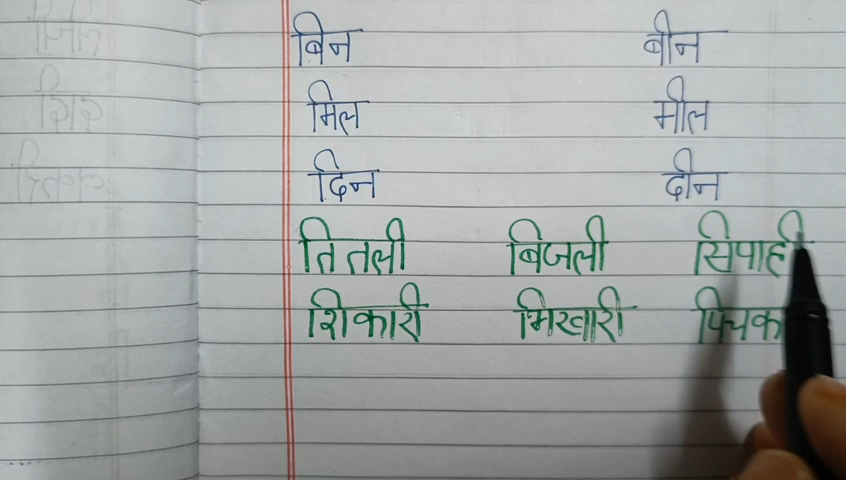 बिन बीन
मिल मील
दिन दीन
तितली बिजली सिपाही
शिकारी भिखारी